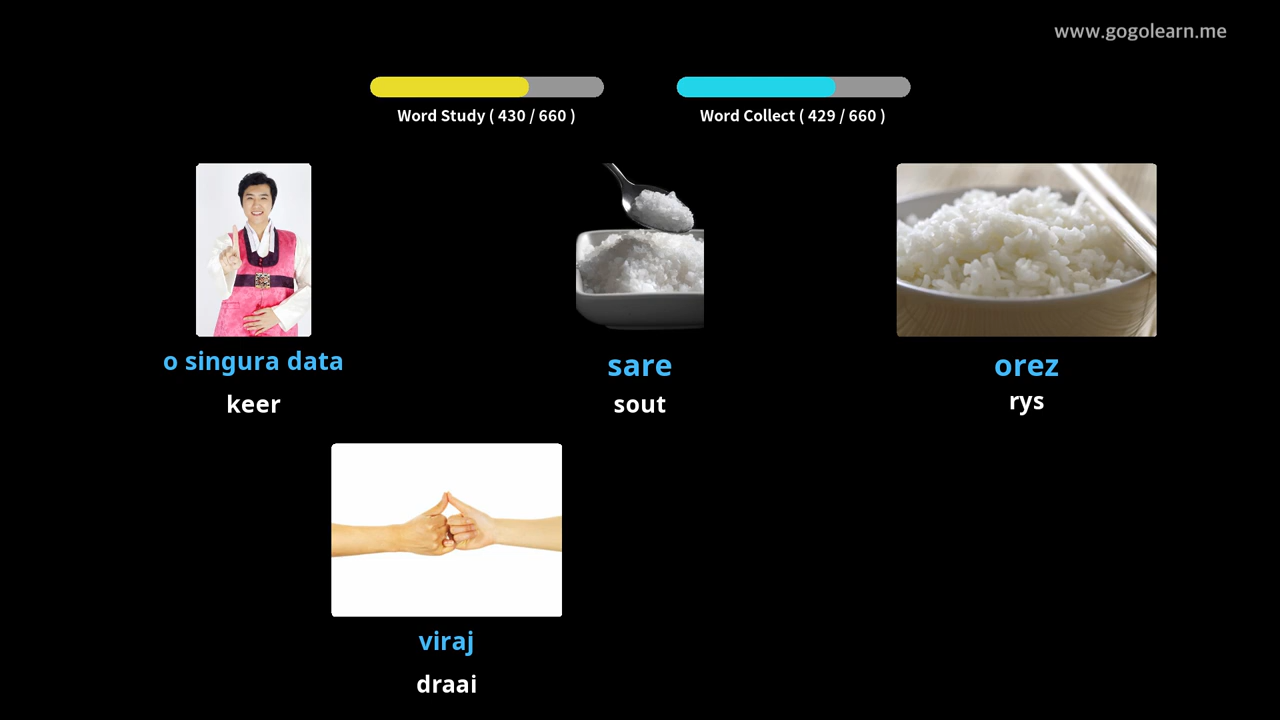 www.gogolearn.me
Word Study ( 430 / 660 )
Word Collect ( 429 / 660 )
o singura data
keer
sare
sout
orez
rys
viraj
draai